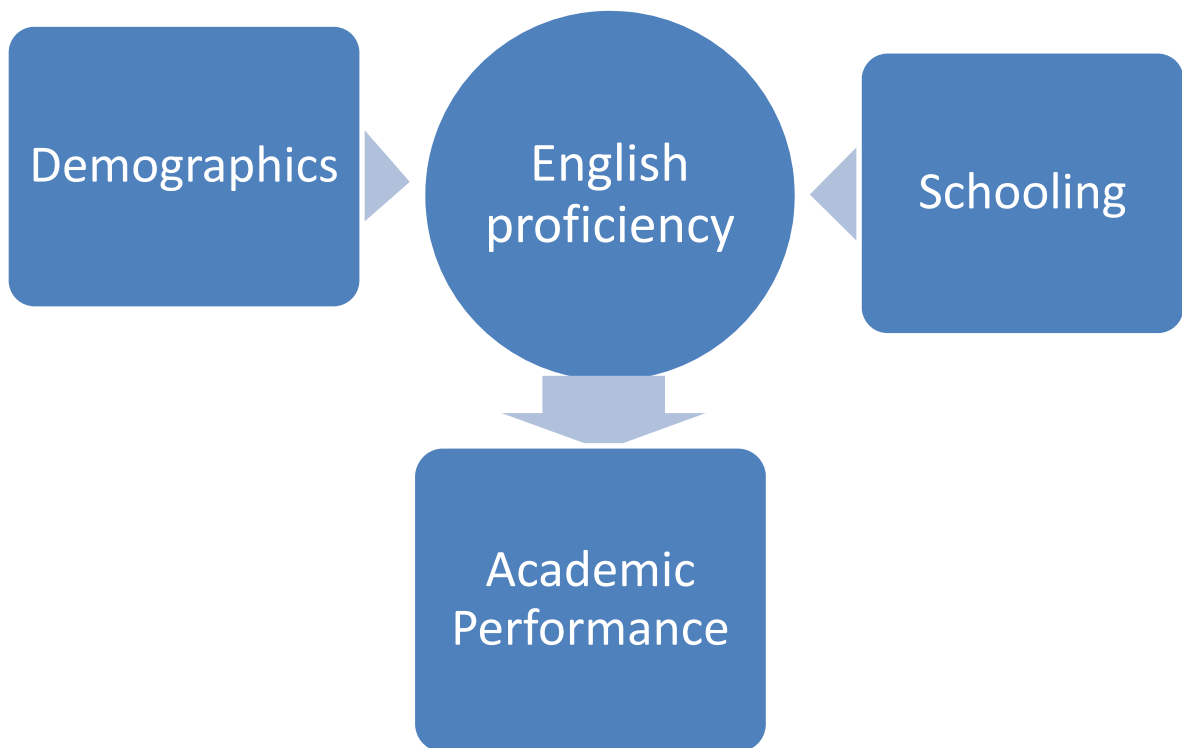 Demographics
English
proficiency
Schooling
Academic
Performance